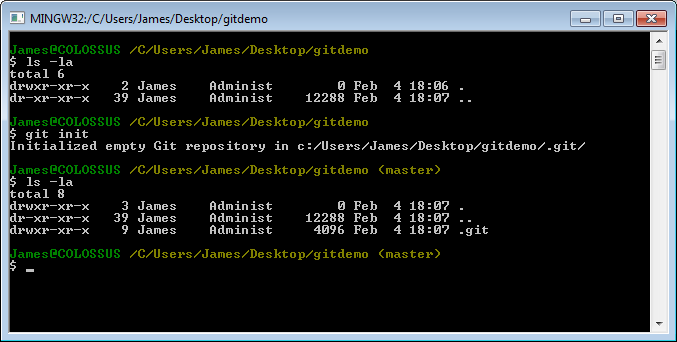 MINGW32:/C/Users/James/Desktop/gitdemo
James@COLOSSUS /C/Users/James/Desktop/gitdemo
$ ls -la
total 6
drwxr-xr-x    2 James    Administ        0 Feb  4 18:06 .
dr-xr-xr-x   39 James    Administ    12288 Feb  4 18:07 ..
James@COLOSSUS /C/Users/James/Desktop/gitdemo
$ git init
Initialized empty Git repository in c:/Users/James/Desktop/gitdemo/.git/
James@COLOSSUS /C/Users/James/Desktop/gitdemo (master)
$ ls -la
total 8
drwxr-xr-x    3 James    Administ        0 Feb  4 18:07 .
dr-xr-xr-x   39 James    Administ    12288 Feb  4 18:07 ..
drwxr-xr-x    9 James    Administ     4096 Feb  4 18:07 .git
James@COLOSSUS /C/Users/James/Desktop/gitdemo (master)
$ _